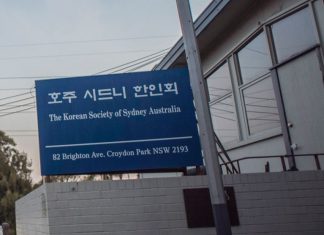 호주 시드니 한인회
The Korean Society of Sydney Australia
82 Brighton Ave. Croydon Park NSW 2193